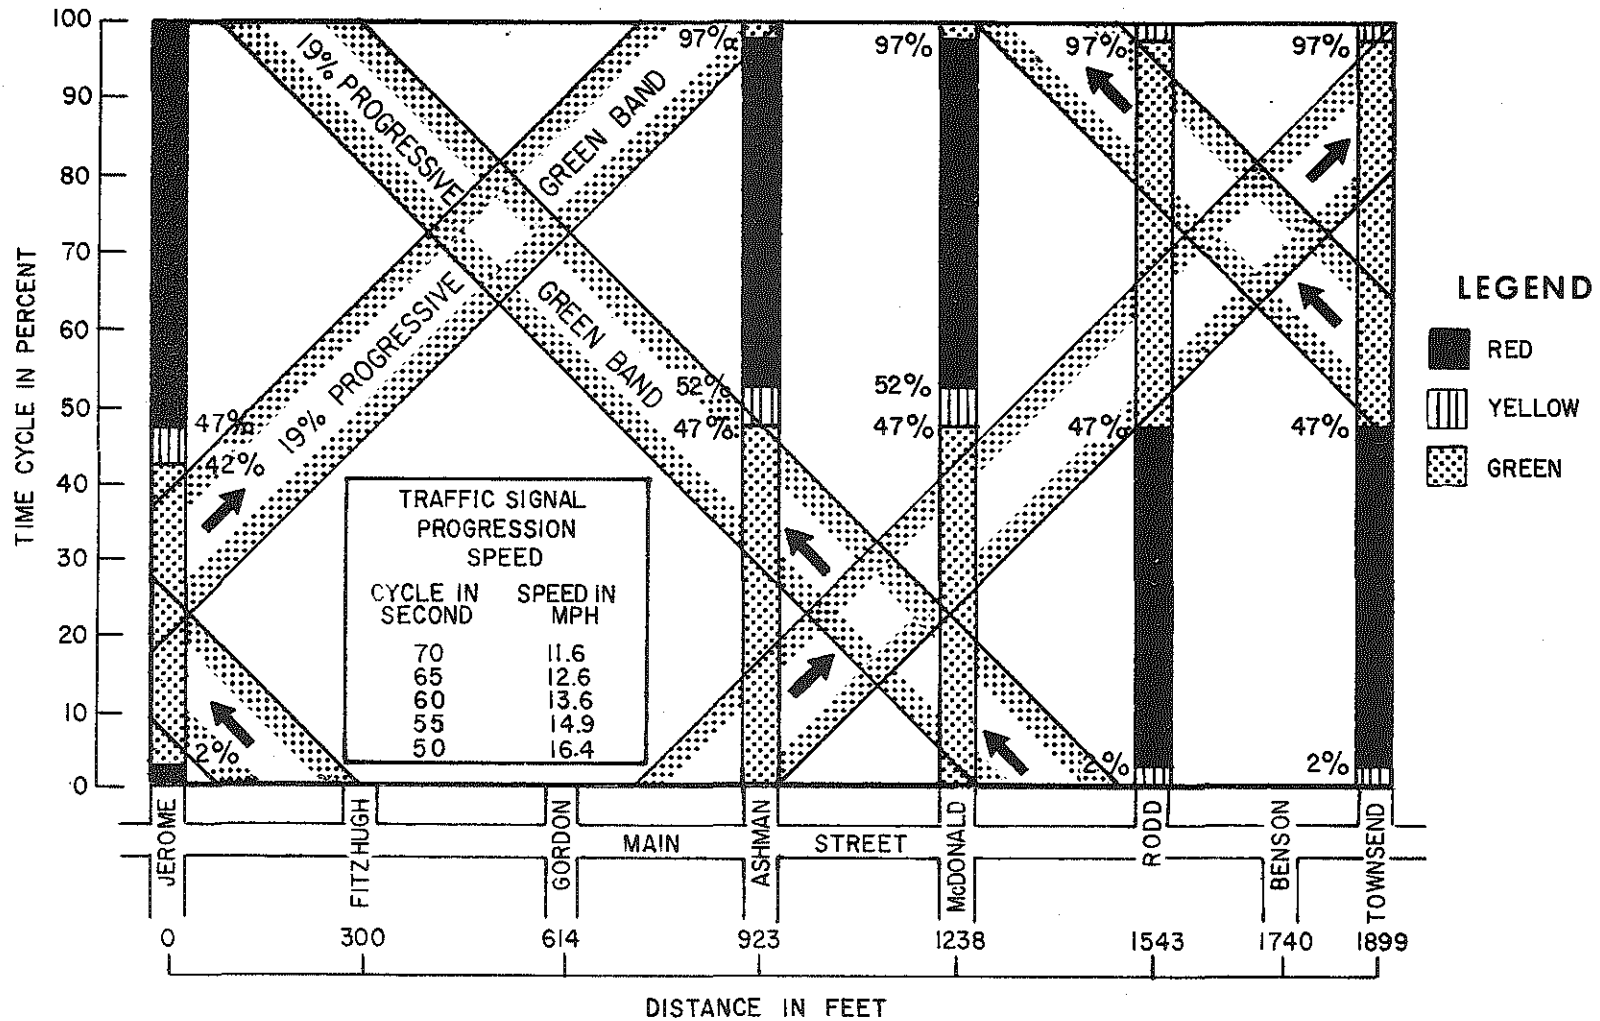 100
90
80
70
60
50
40
30
20
10
0
TIME CYCLE IN PERCENT
19% PROGRESSIVE GREEN BAND
19% PROGRESSIVE GREEN BAND
97%
97%
97%
97%
52%
52%
47%
47%
47%
47%
47%
42%
2%
2%
2%
TRAFFIC SIGNAL
PROGRESSION
SPEED
CYCLE IN SECOND
SPEED IN MPH
70 11.6
65 12.6
60 13.6
55 14.9
50 16.4
LEGEND
RED
YELLOW
GREEN
JEROME
FITZHUGH
GORDON
MAIN
ASHMAN
STREET
McDONALD
RODD
BENSON
TOWNSEND
0 300 614 923 1238 1543 1740 1899
DISTANCE IN FEET